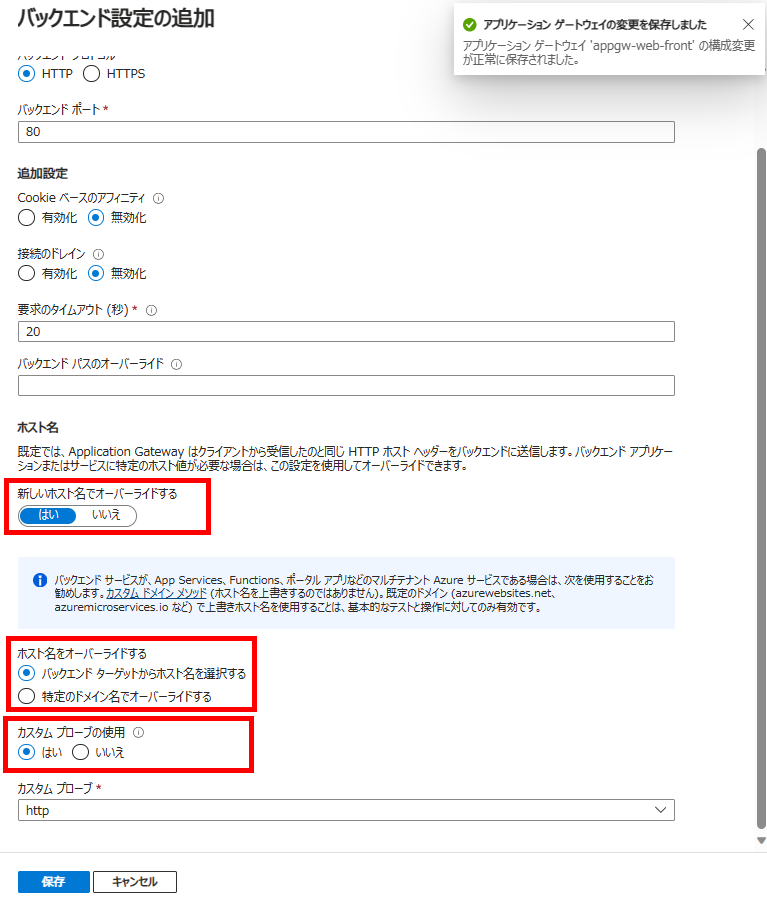 バックエンド設定の追加
アプリケーション ゲートウェイの変更を保存しました
アプリケーション ゲートウェイ 'appgw-web-front' の構成変更
が正常に保存されました。
バックエンド プロトコル
HTTP HTTPS
バックエンド ポート *
80
追加設定
Cookie ベースのアフィニティ
有効化 無効化
接続のドレイン
有効化 無効化
要求のタイムアウト (秒) *
20
バックエンド パスのオーバーライド
ホスト名
既定では、Application Gateway はクライアントから受信したのと同じ HTTP ホスト ヘッダーをバックエンドに送信します。バックエンド アプリケー
ションまたはサービスに特定のホスト値が必要な場合は、この設定を使用してオーバーライドできます。
新しいホスト名でオーバーライドする
はい いいえ
バックエンド サービスが、App Services、Functions、ポータル アプリなどのマルチテナント Azure サービスである場合は、次を使用することをお
勧めします。カスタム ドメイン メソッド (ホスト名を上書きするのではありません)。既定のドメイン (azurewebsites.net、
azuremicroservices.io など) で上書きホスト名を使用することは、基本的なテストと操作に対してのみ有効です。
ホスト名をオーバーライドする
バックエンド ターゲットからホスト名を選択する
特定のドメイン名でオーバーライドする
カスタム プローブの使用
はい いいえ
カスタム プローブ *
http
保存 キャンセル